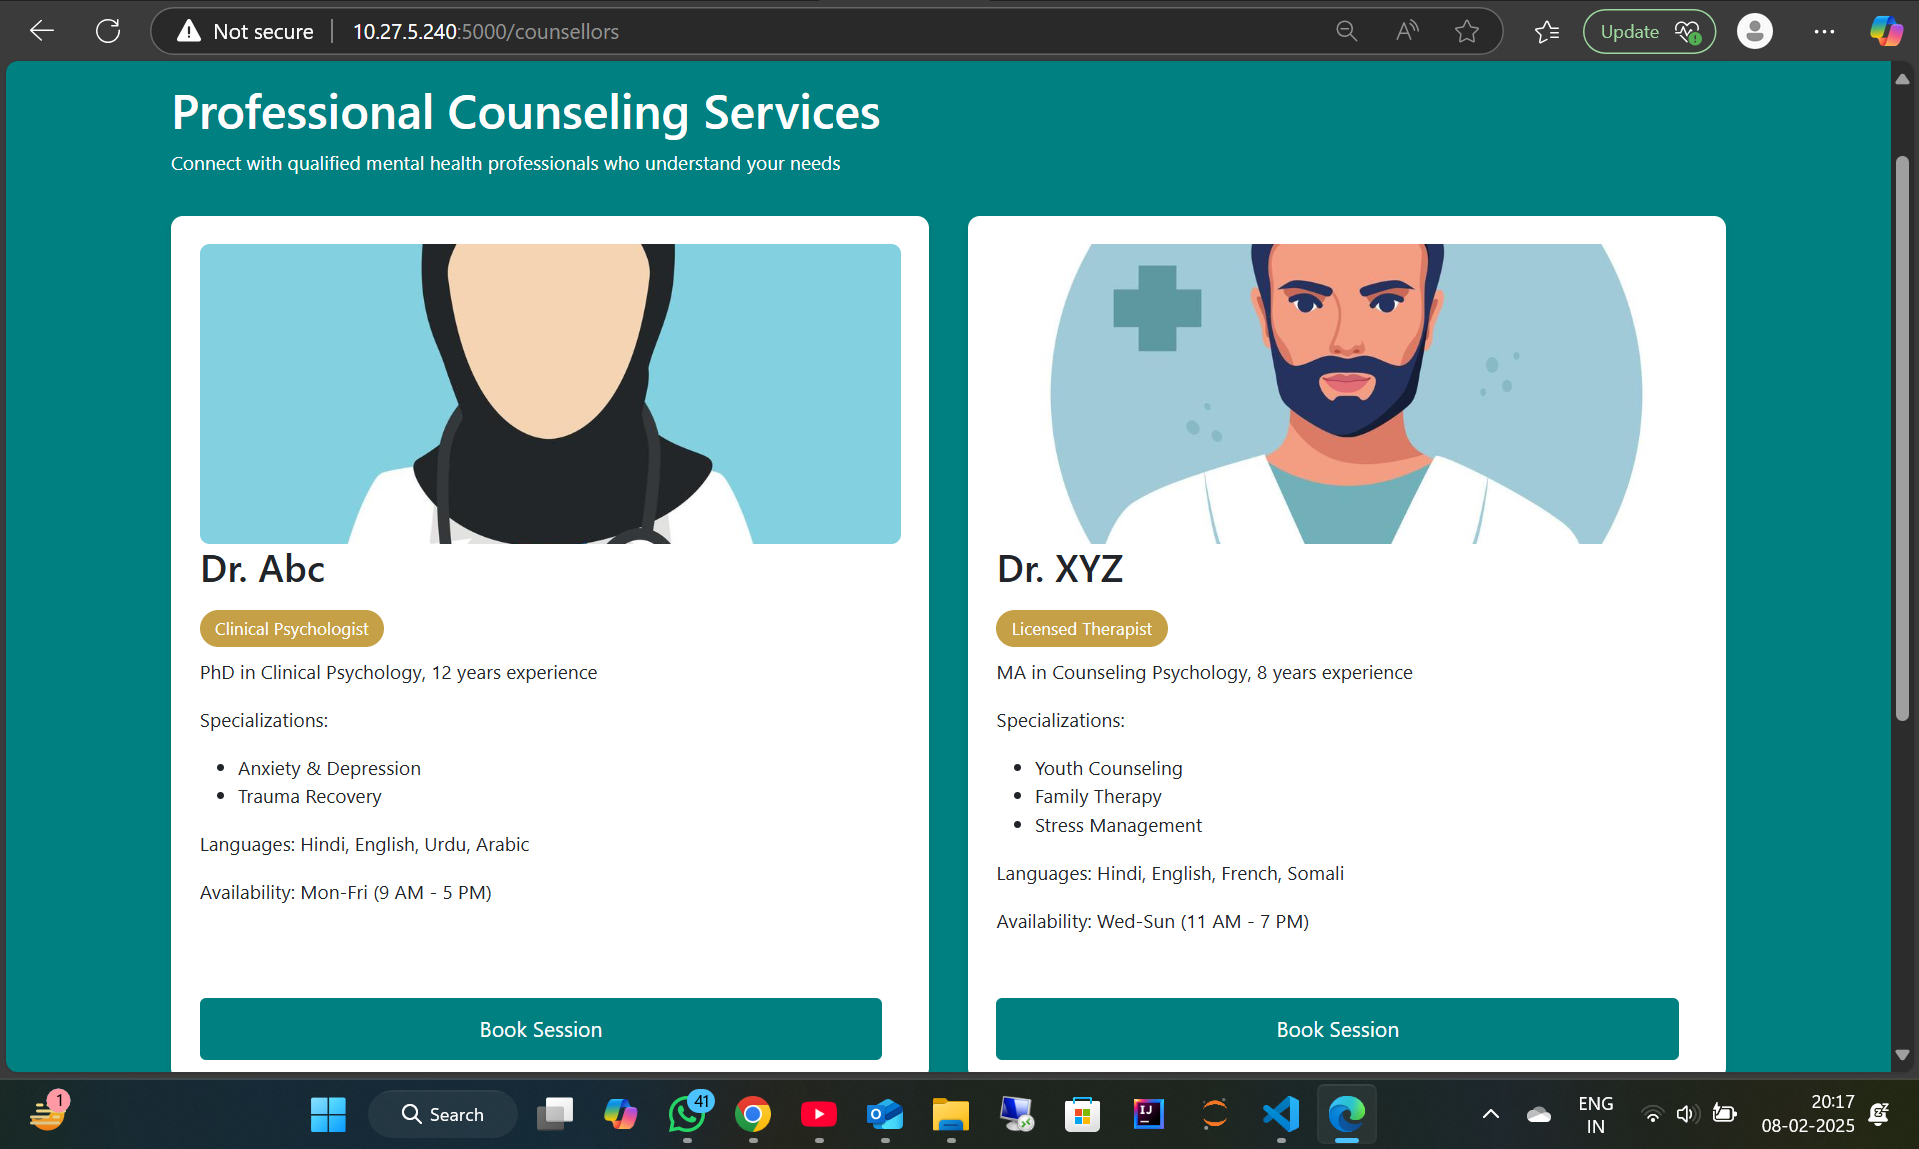 Not secure
10.27.5.240:5000/counsellors
Update
Professional Counseling Services
Connect with qualified mental health professionals who understand your needs
Dr. Abc
Clinical Psychologist
PhD in Clinical Psychology, 12 years experience
Specializations:
Anxiety & Depression
Trauma Recovery
Languages: Hindi, English, Urdu, Arabic
Availability: Mon-Fri (9 AM - 5 PM)
Book Session
Dr. XYZ
Licensed Therapist
MA in Counseling Psychology, 8 years experience
Specializations:
Youth Counseling
Family Therapy
Stress Management
Languages: Hindi, English, French, Somali
Availability: Wed-Sun (11 AM - 7 PM)
Book Session
1
Search
41
IJ
ENG
IN
20:17
08-02-2025